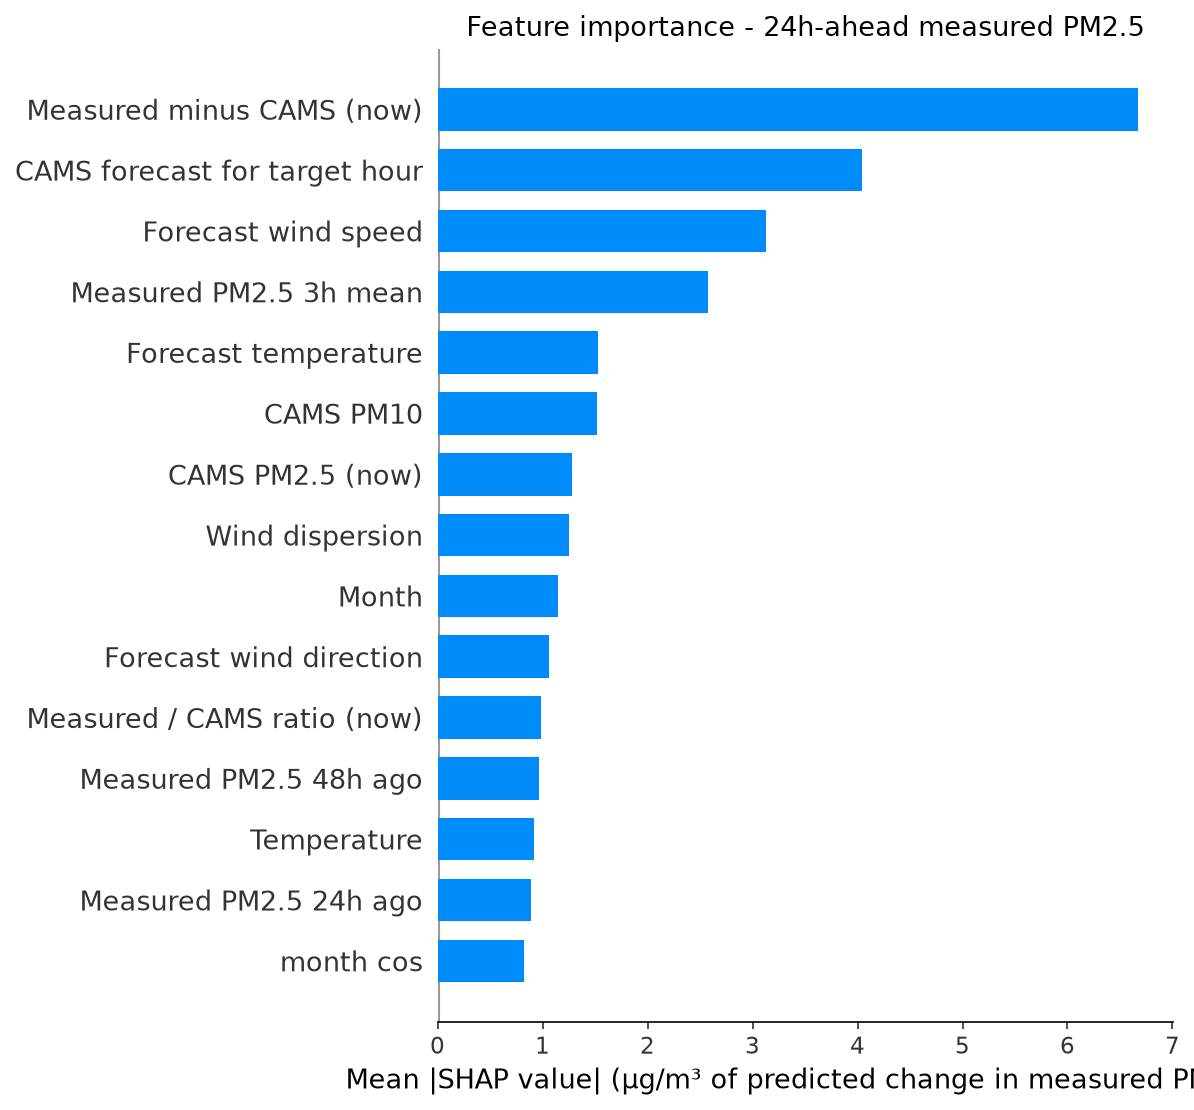 Feature importance - 24h-ahead measured PM2.5
Measured minus CAMS (now)
CAMS forecast for target hour
Forecast wind speed
Measured PM2.5 3h mean
Forecast temperature
CAMS PM10
CAMS PM2.5 (now)
Wind dispersion
Month
Forecast wind direction
Measured / CAMS ratio (now)
Measured PM2.5 48h ago
Temperature
Measured PM2.5 24h ago
month cos
0 1 2 3 4 5 6 7
Mean |SHAP value| (µg/m³ of predicted change in measured